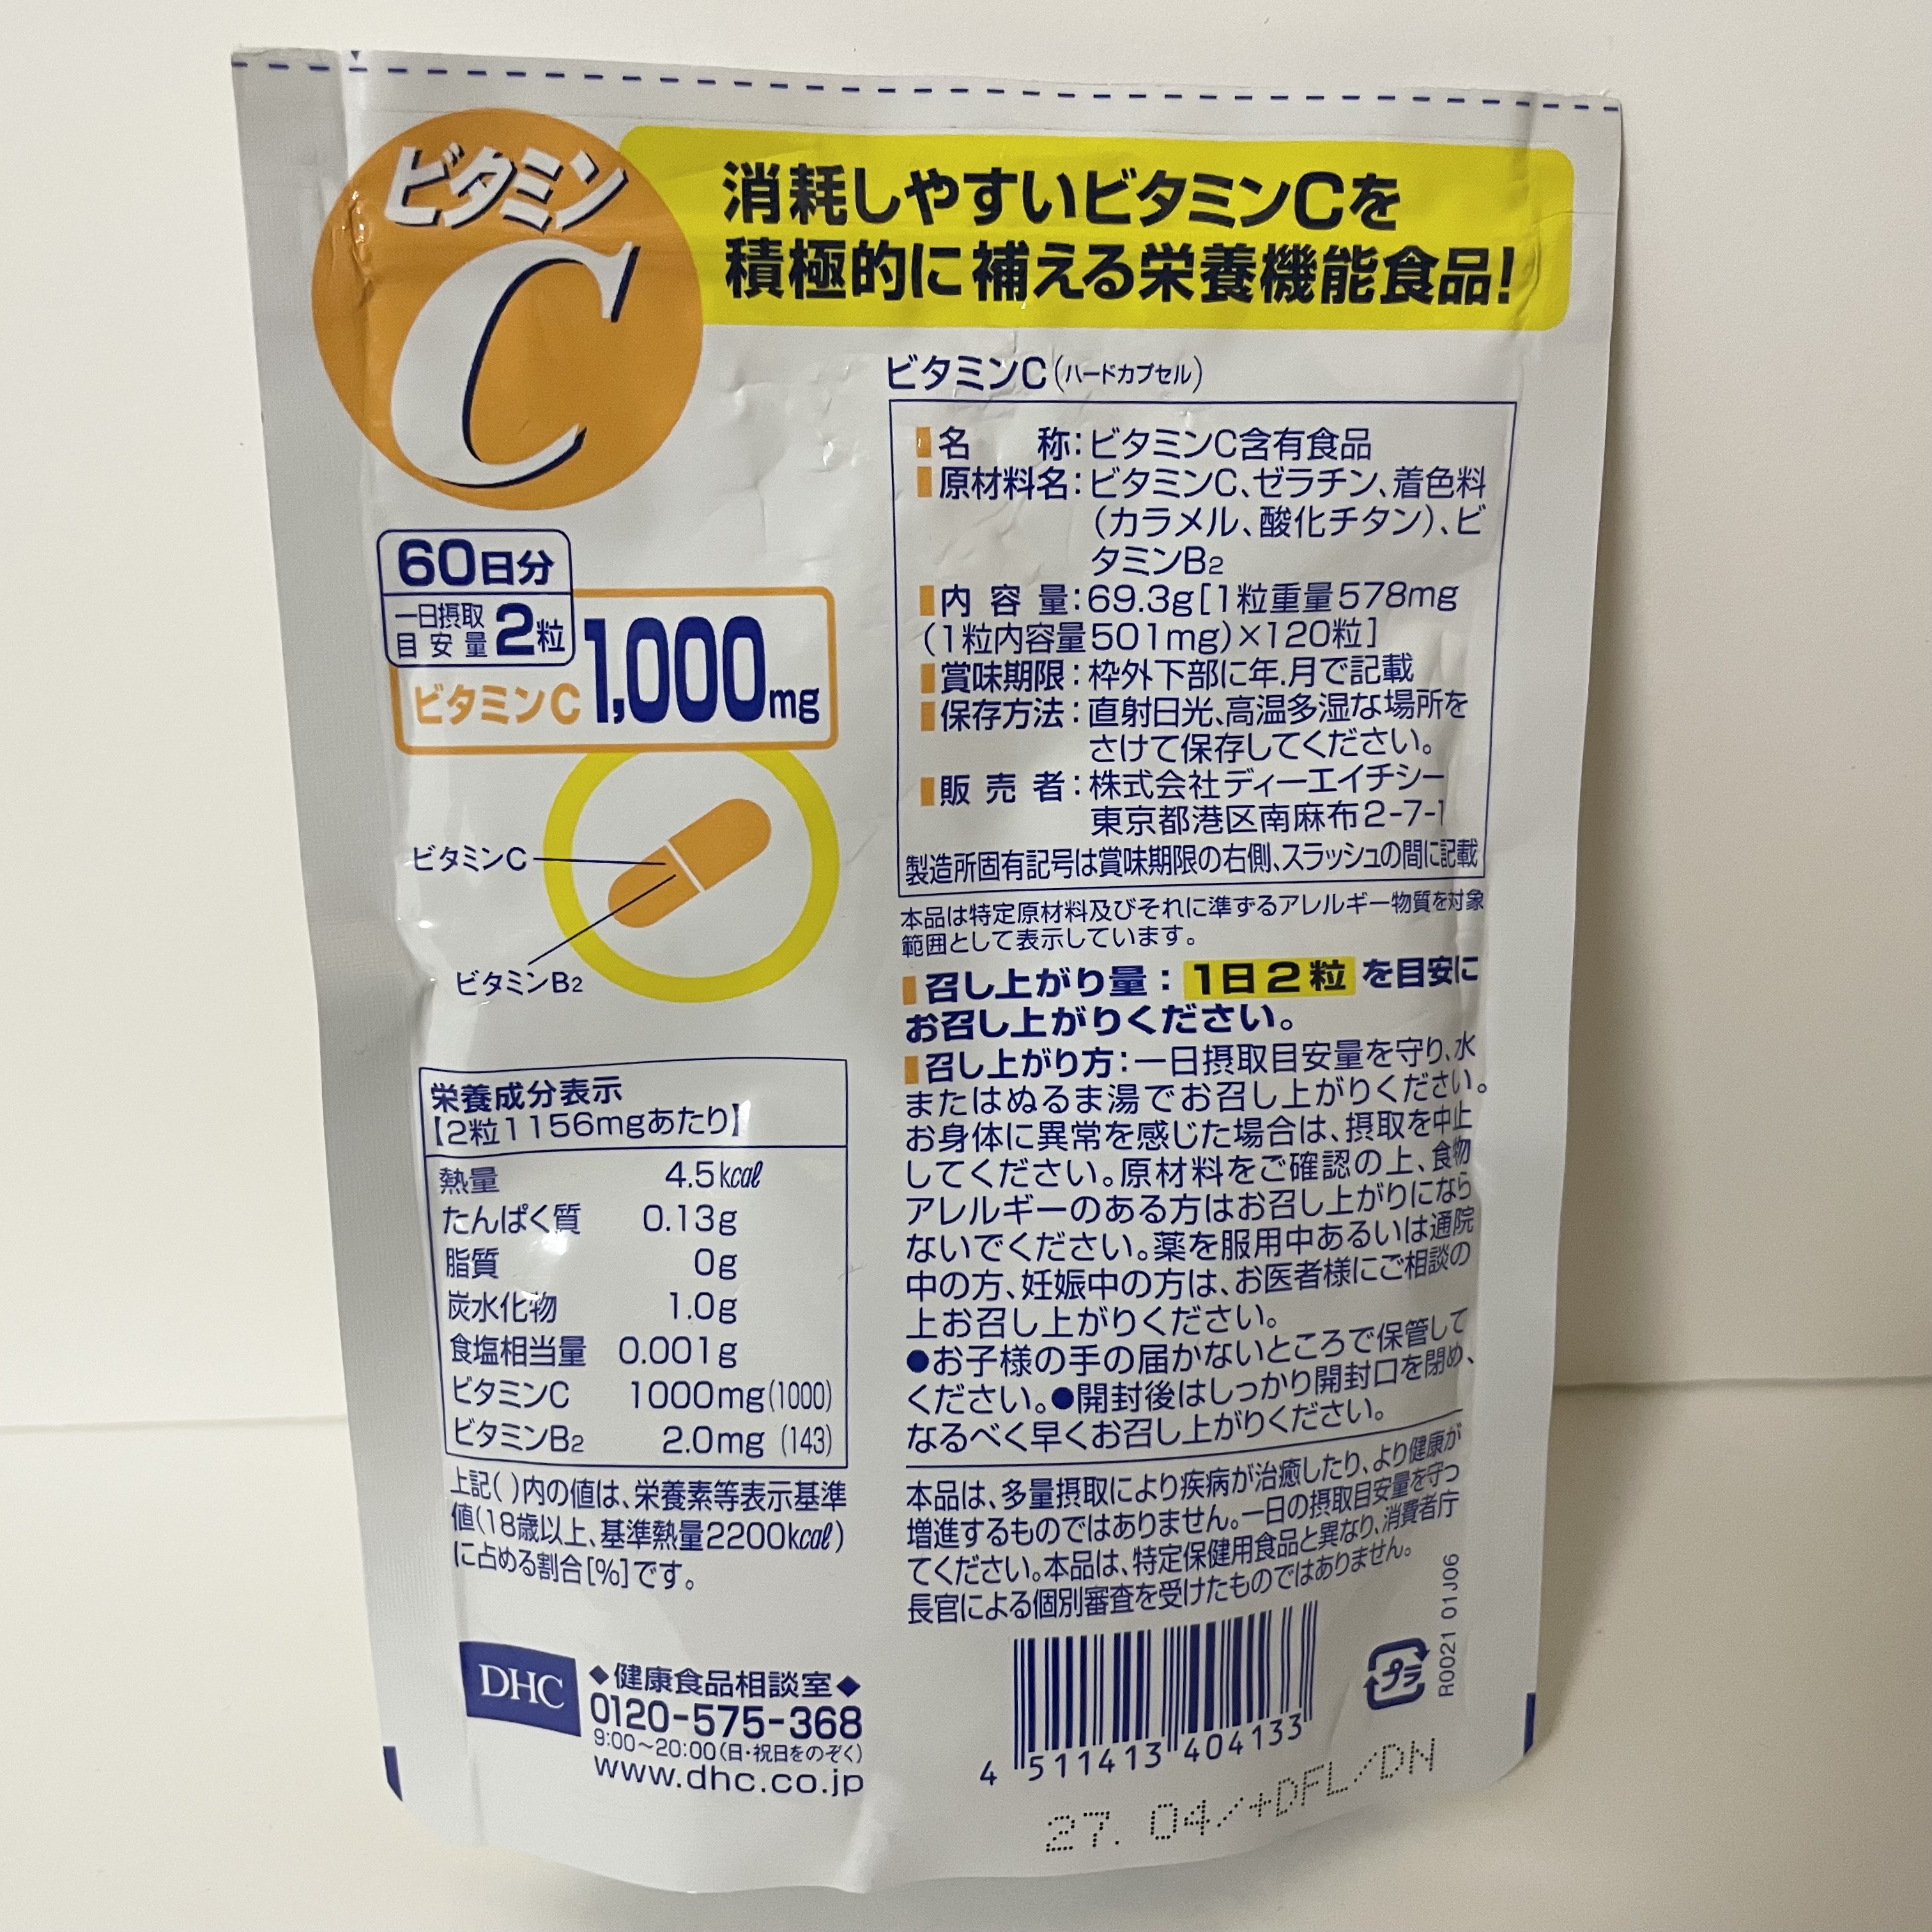 ビタミン
C
消耗しやすいビタミンCを
積極的に補える栄養機能食品!
60日分
一日摂取
目安量 2粒
ビタミンC 1,000mg
ビタミンC
ビタミンB2
栄養成分表示
【2粒1156mgあたり】
熱量 4.5kcal
たんぱく質 0.13g
脂質 0g
炭水化物 1.0g
食塩相当量 0.001g
ビタミンC 1000mg(1000)
ビタミンB2 2.0mg (143)
上記( )内の値は、栄養素等表示基準
値(18歳以上、基準熱量2200kcal)
に占める割合[%]です。
DHC
◆健康食品相談室◆
0120-575-368
9:00～20:00(日・祝日をのぞく)
www.dhc.co.jp
ビタミンC(ハードカプセル)
名 称:ビタミンC含有食品
原材料名:ビタミンC、ゼラチン、着色料
(カラメル、酸化チタン)、ビ
タミンB2
内 容 量:69.3g[1粒重量578mg
(1粒内容量501mg)×120粒]
賞味期限:枠外下部に年.月で記載
保存方法:直射日光、高温多湿な場所を
さけて保存してください。
販 売 者:株式会社ディーエイチシー
東京都港区南麻布2-7-1
製造所固有記号は賞味期限の右側、スラッシュの間に記載
本品は特定原材料及びそれに準ずるアレルギー物質を対象
範囲として表示しています。
召し上がり量:1日2粒を目安に
お召し上がりください。
召し上がり方:一日摂取目安量を守り、水
またはぬるま湯でお召し上がりください。
お身体に異常を感じた場合は、摂取を中止
してください。原材料をご確認の上、食物
アレルギーのある方はお召し上がりになら
ないでください。薬を服用中あるいは通院
中の方、妊娠中の方は、お医者様にご相談の
上お召し上がりください。
●お子様の手の届かないところで保管して
ください。●開封後はしっかり開封口を閉め、
なるべく早くお召し上がりください。
本品は、多量摂取により疾病が治癒したり、より健康が
増進するものではありません。一日の摂取目安量を守っ
てください。本品は、特定保健用食品と異なり、消費者庁
長官による個別審査を受けたものではありません。
4 511413 404133
プラ
R0021 01J06
27. 04/+DFL/DN